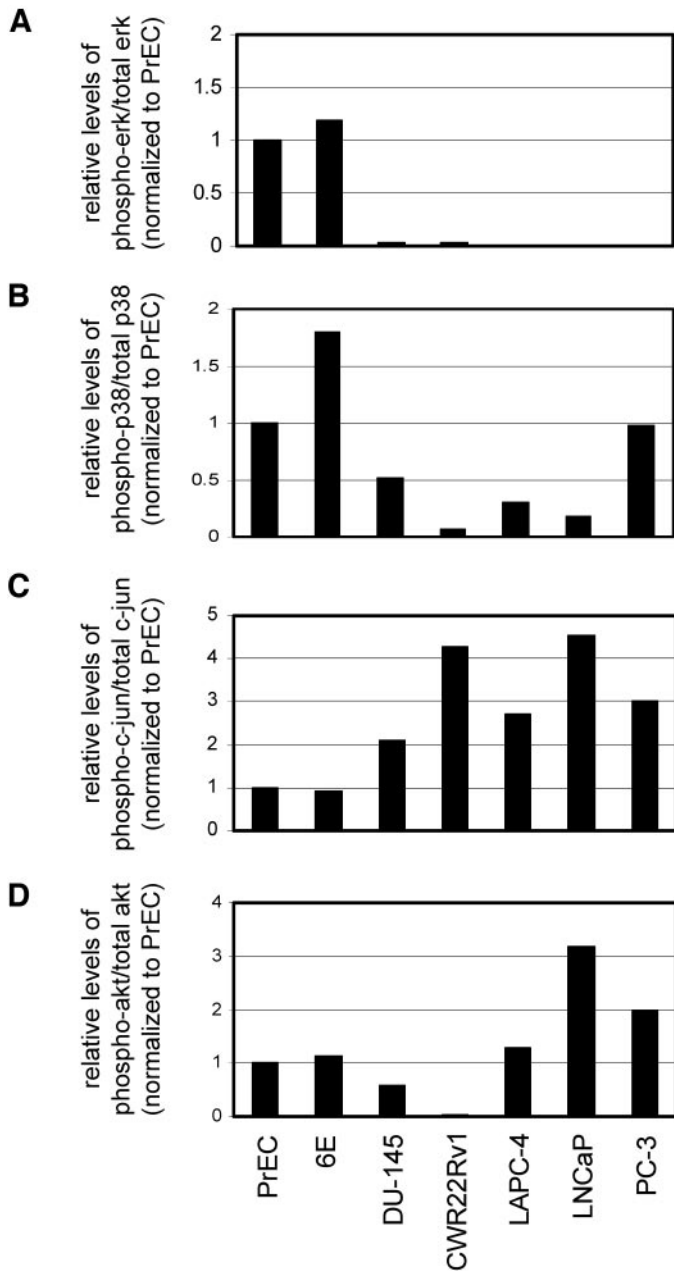 A
relative levels of
phospho-erk/total erk
(normalized to PrEC)
2
1.5
1
0.5
0
B
relative levels of
phospho-p38/total p38
(normalized to PrEC)
2
1.5
1
0.5
0
C
relative levels of
phospho-c-jun/total c-jun
(normalized to PrEC)
5
4
3
2
1
0
D
relative levels of
phospho-akt/total akt
(normalized to PrEC)
4
3
2
1
0
PrEC
6E
DU-145
CWR22Rv1
LAPC-4
LNCaP
PC-3